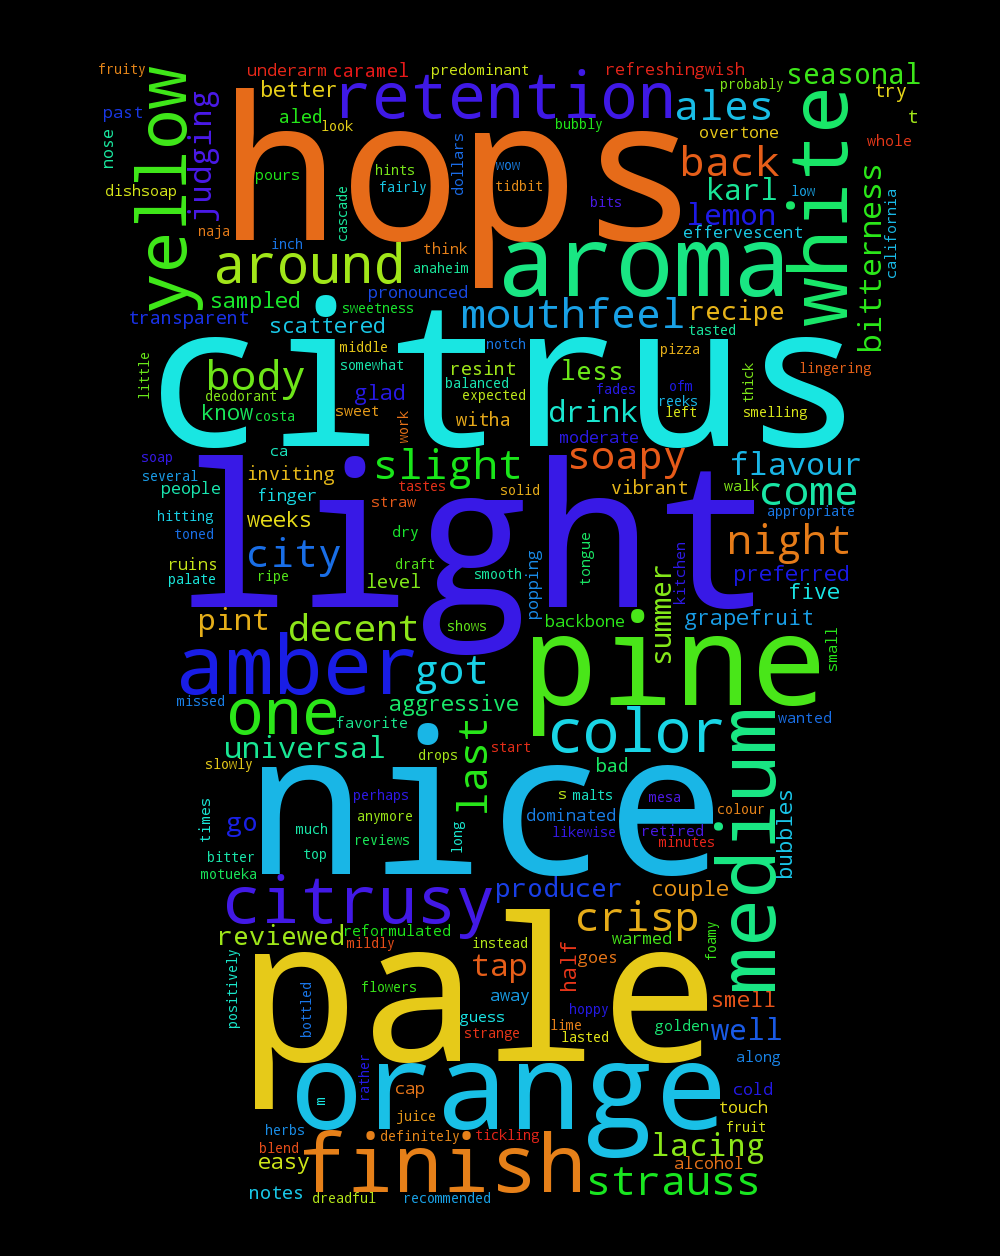 fruity
underarm
caramel
predominant
refreshingwish
seasonal
probably
try
better
retention
ales
past
yellow
judging
aled
look
bubbly
overtone
t
whole
nose
hops
white
pours
hints
fairly
dollars
wow
tidbit
back
karl
low
dishsoap
cascade
bits
lemon
bitterness
california
naja
inch
think
effervescent
around
anaheim
aroma
sampled
pronounced
sweetness
transparent
scattered
mouthfeel
recipe
tasted
citrus
little
middle
somewhat
notch
pizza
lingering
body
resint
less
balanced
thick
deodorant
glad
expected
fades
ofm
reeks
know
costa
sweet
work
witha
drink
left
smelling
ca
moderate
soap
slight
soapy
flavour
several
inviting
people
finger
tastes
straw
solid
vibrant
walk
come
appropriate
hitting
weeks
light
toned
city
dry
night
ruins
draft
tongue
palate
ripe
level
smooth
popping
kitchen
preferred
five
pint
decent
shows
backbone
summer
grapefruit
small
amber
got
pine
missed
one
favorite
aggressive
wanted
universal
last
color
medium
slowly
drops
start
bad
nice
times
go
perhaps
anymore
s
malts
mesa
colour
bubbles
much
reviews
long
dominated
likewise
retired
minutes
bitter
top
motueka
citrusy
producer
couple
crisp
reviewed
reformulated
mildly
instead
warmed
foamy
positively
pale
tap
half
goes
flowers
away
smell
bottled
hoppy
guess
strange
lime
lasted
golden
well
orange
rather
along
m
cap
cold
juice
touch
herbs
definitely
tickling
fruit
blend
finish
lacing
easy
alcohol
notes
dreadful
recommended
strauss